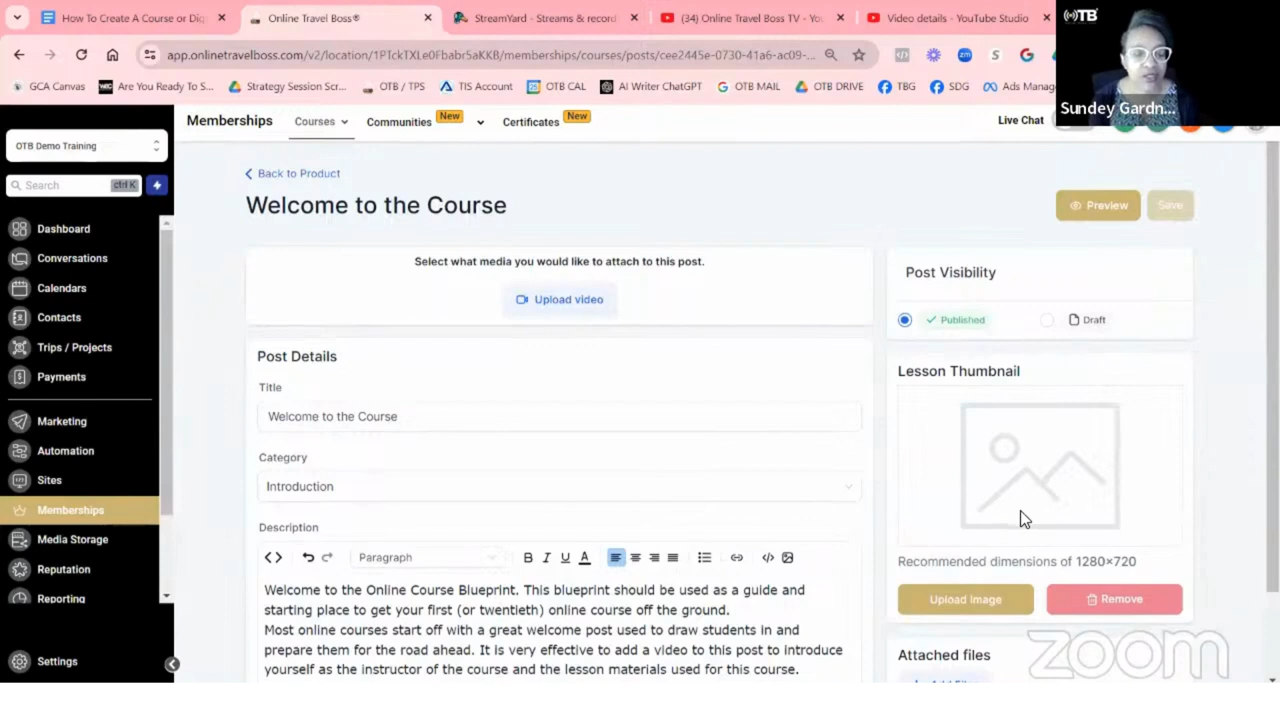 How To Create A Course or Dig
Online Travel Boss®
StreamYard - Streams & record
(34) Online Travel Boss TV - Yo
Video details - YouTube Studio
app.onlinetravelboss.com/v2/location/1PTckTXLe0Fbabr5aKKB/memberships/courses/posts/cee2445e-0730-41a6-ac09-...
GCA Canvas
Are You Ready To S...
Strategy Session Scr...
OTB / TPS
TIS Account
OTB CAL
AI Writer ChatGPT
OTB MAIL
OTB DRIVE
TBG
SDG
Ads Manag
OTB
Sundey Gardn...
Memberships
Courses
Communities
New
Certificates
New
Live Chat
OTB Demo Training
Search
ctrl K
Dashboard
Conversations
Calendars
Contacts
Trips / Projects
Payments
Marketing
Automation
Sites
Memberships
Media Storage
Reputation
Reporting
Settings
Back to Product
Welcome to the Course
Preview
Save
Select what media you would like to attach to this post.
Upload video
Post Details
Title
Welcome to the Course
Category
Introduction
Description
Paragraph
B I U A
Welcome to the Online Course Blueprint. This blueprint should be used as a guide and
starting place to get your first (or twentieth) online course off the ground.
Most online courses start off with a great welcome post used to draw students in and
prepare them for the road ahead. It is very effective to add a video to this post to introduce
yourself as the instructor of the course and the lesson materials used for this course.
Post Visibility
Published
Draft
Lesson Thumbnail
Recommended dimensions of 1280×720
Upload Image
Remove
Attached files
zoom